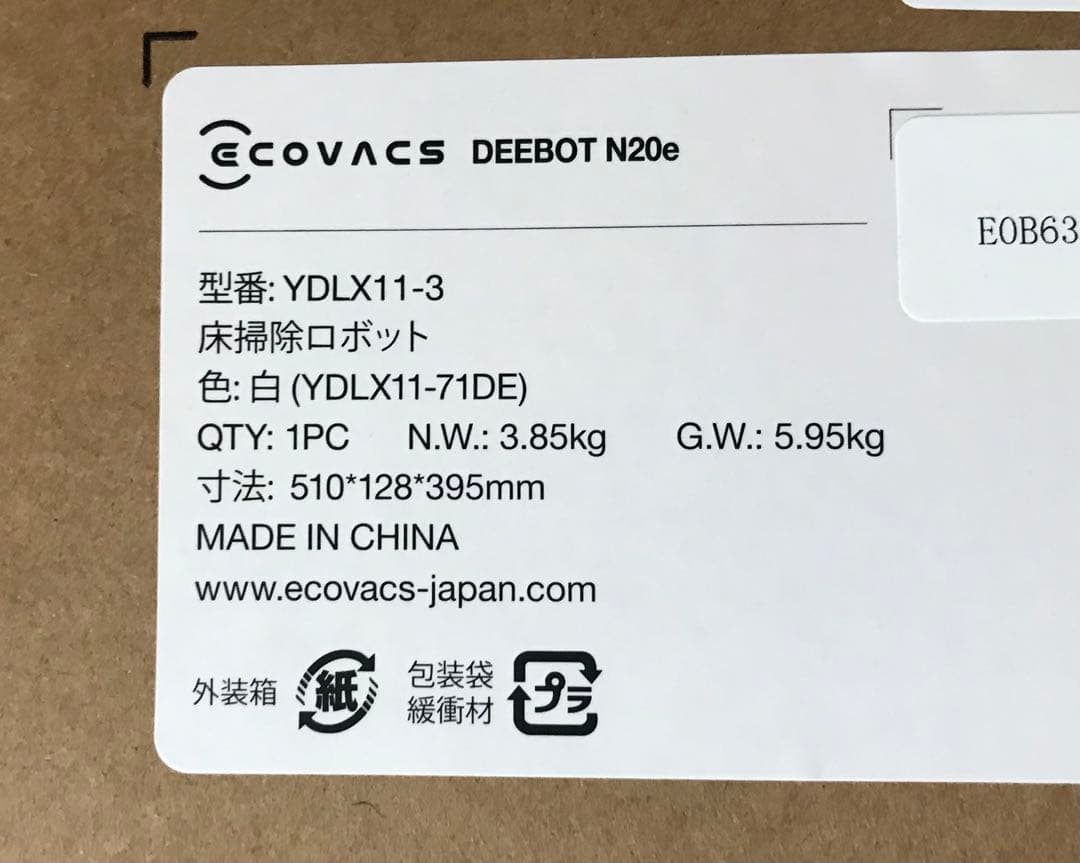 ECOVACS DEEBOT N20e
E0B63
型番: YDLX11-3
床掃除ロボット
色: 白 (YDLX11-71DE)
QTY: 1PC N.W.: 3.85kg G.W.: 5.95kg
寸法: 510*128*395mm
MADE IN CHINA
www.ecovacs-japan.com
外装箱 紙 包装袋 プラ
緩衝材